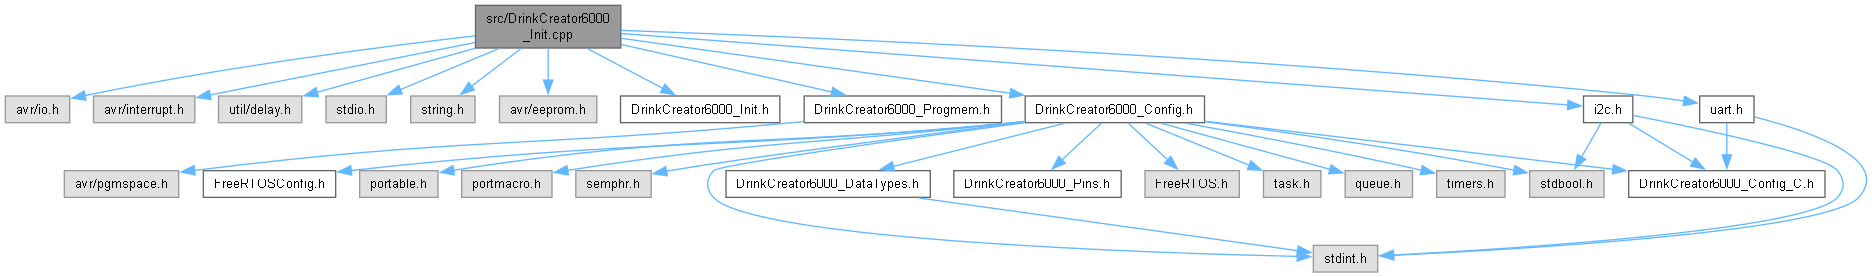 src/DrinkCreator6000
_Init.cpp
avr/io.h
avr/interrupt.h
util/delay.h
stdio.h
string.h
avr/eeprom.h
DrinkCreator6000_Init.h
DrinkCreator6000_Progmem.h
DrinkCreator6000_Config.h
i2c.h
uart.h
avr/pgmspace.h
FreeRTOSConfig.h
portable.h
portmacro.h
semphr.h
DrinkCreator6000_DataTypes.h
DrinkCreator6000_Pins.h
FreeRTOS.h
task.h
queue.h
timers.h
stdbool.h
DrinkCreator6000_Config_C.h
stdint.h